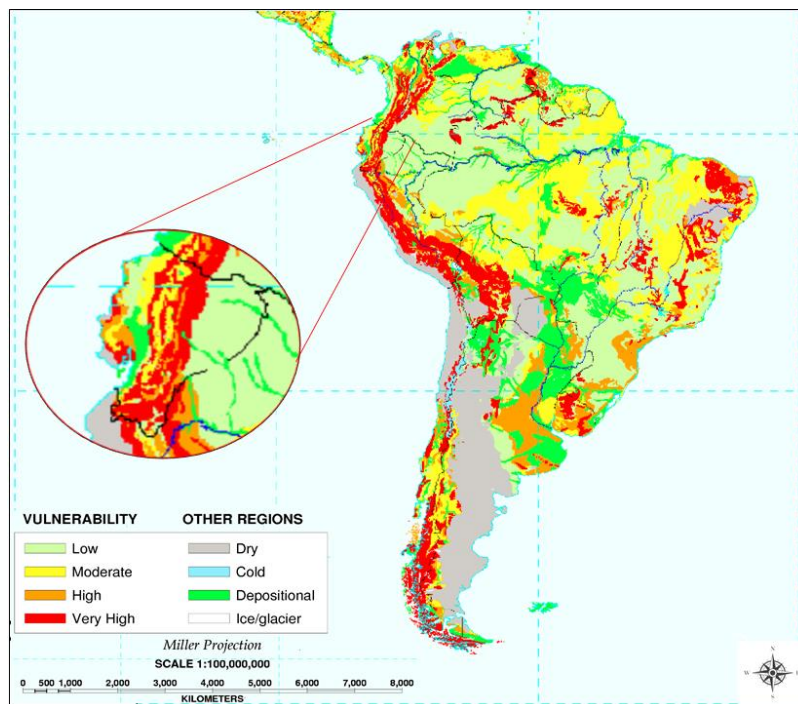 VULNERABILITY
OTHER REGIONS
Low
Dry
Moderate
Cold
High
Depositional
Very High
Ice/glacier
Miller Projection
SCALE 1:100,000,000
0 500 1,000 2,000 3,000 4,000 5,000 6,000 7,000 8,000
KILOMETERS
N